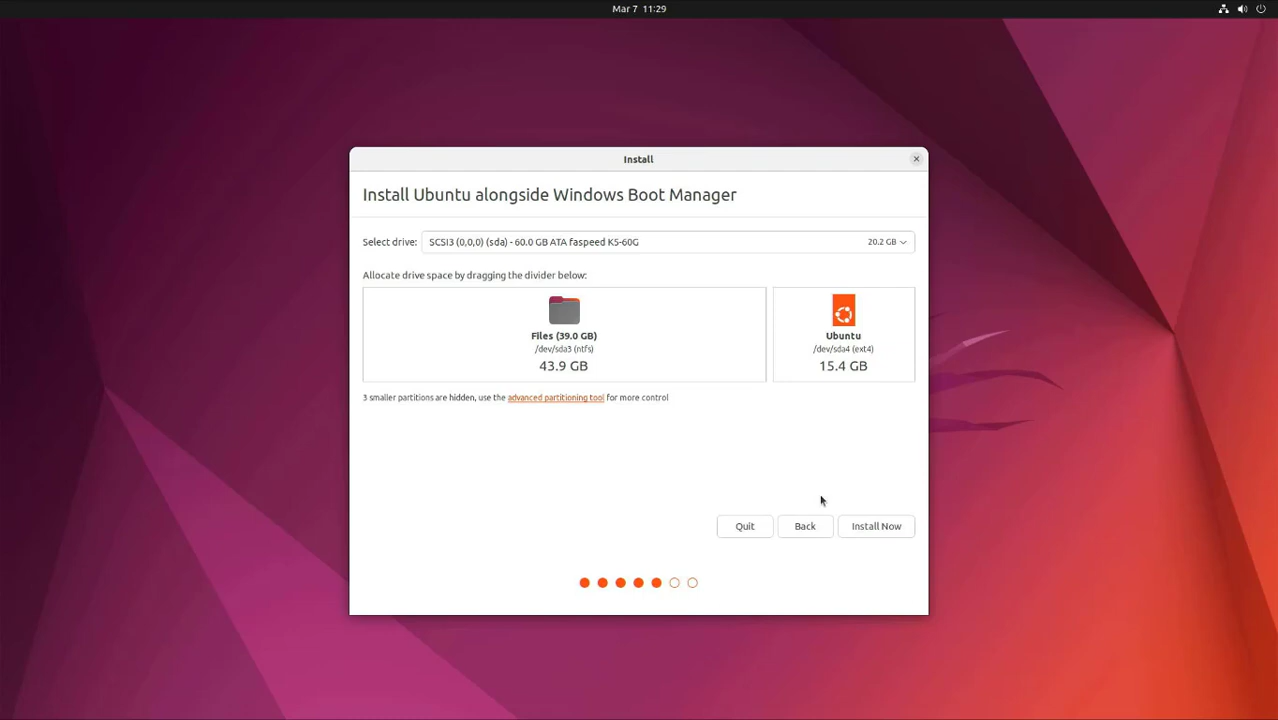 Mar 7 11:29
Install
Install Ubuntu alongside Windows Boot Manager
Select drive: SCSI3 (0,0,0) (sda) - 60.0 GB ATA faspeed K5-60G 20.2 GB
Allocate drive space by dragging the divider below:
Files (39.0 GB)
/dev/sda3 (ntfs)
43.9 GB
Ubuntu
/dev/sda4 (ext4)
15.4 GB
3 smaller partitions are hidden, use the advanced partitioning tool for more control
Quit Back Install Now